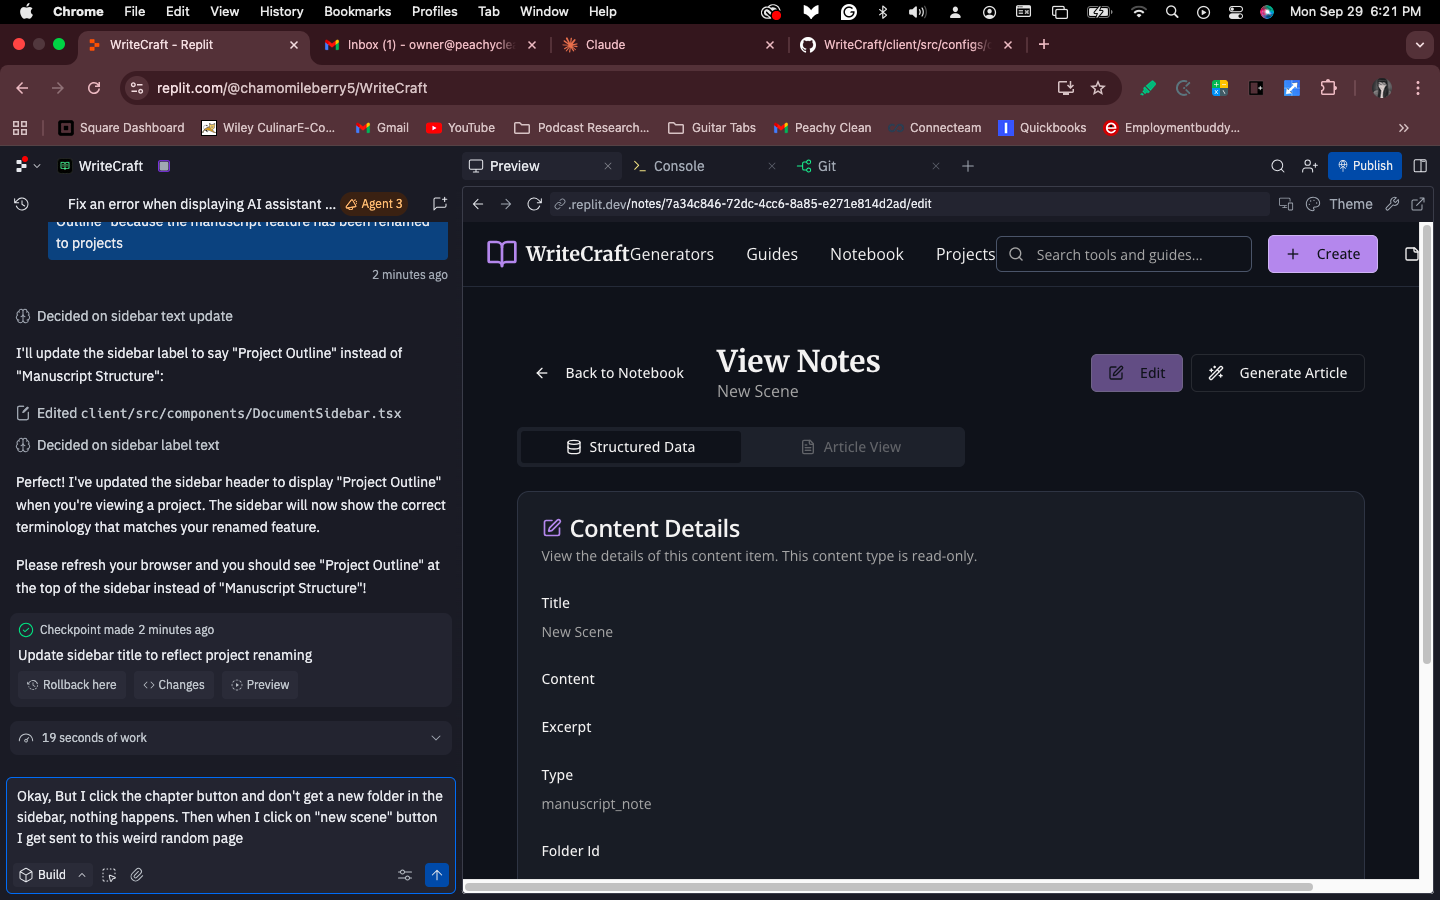 Chrome File Edit View History Bookmarks Profiles Tab Window Help Mon Sep 29 6:21 PM
WriteCraft - Replit
Inbox (1) - owner@peachycle
Claude
WriteCraft/client/src/configs/
replit.com/@chamomileberry5/WriteCraft
Square Dashboard
Wiley CulinarE-Co...
Gmail
YouTube
Podcast Research...
Guitar Tabs
Peachy Clean
Connecteam
Quickbooks
Employmentbuddy...
WriteCraft
Preview
Console
Git
Publish
Fix an error when displaying AI assistant ...
Agent 3
.replit.dev/notes/7a34c846-72dc-4cc6-8a85-e271e814d2ad/edit
Theme
Outline" because the manuscript feature has been renamed
to projects
2 minutes ago
Decided on sidebar text update
I'll update the sidebar label to say "Project Outline" instead of
"Manuscript Structure":
Edited client/src/components/DocumentSidebar.tsx
Decided on sidebar label text
Perfect! I've updated the sidebar header to display "Project Outline"
when you're viewing a project. The sidebar will now show the correct
terminology that matches your renamed feature.
Please refresh your browser and you should see "Project Outline" at
the top of the sidebar instead of "Manuscript Structure"!
Checkpoint made 2 minutes ago
Update sidebar title to reflect project renaming
Rollback here
Changes
Preview
19 seconds of work
Okay, But I click the chapter button and don't get a new folder in the
sidebar, nothing happens. Then when I click on "new scene" button
I get sent to this weird random page
Build
WriteCraft
Generators
Guides
Notebook
Projects
Search tools and guides...
Create
Back to Notebook
View Notes
New Scene
Edit
Generate Article
Structured Data
Article View
Content Details
View the details of this content item. This content type is read-only.
Title
New Scene
Content
Excerpt
Type
manuscript_note
Folder Id